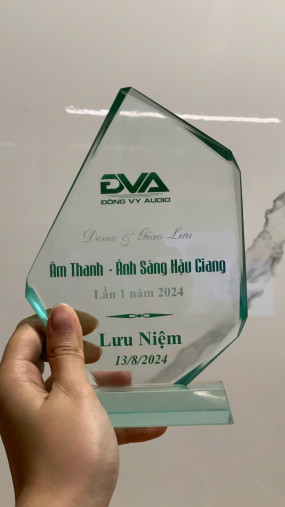 DVA
ĐÔNG VY AUDIO
Demo & Giao Lưu
Âm Thanh - Ánh Sáng Hậu Giang
Lần 1 năm 2024
Lưu Niệm
13/8/2024